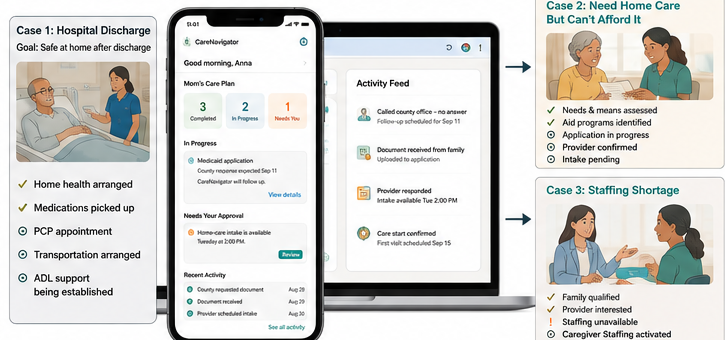 Case 1: Hospital Discharge
Goal: Safe at home after discharge
Home health arranged
Medications picked up
PCP appointment
Transportation arranged
ADL support
being established
CareNavigator
Good morning, Anna
Mom's Care Plan
3
Completed
2
In Progress
1
Needs You
In Progress
Medicaid application
County response expected Sep 11
CareNavigator will follow up.
View details
Needs Your Approval
Home-care intake is available
Tuesday at 2:00 PM.
Review
Recent Activity
County requested document Aug 28
Document received Aug 29
Provider scheduled intake Aug 30
See all activity
Activity Feed
Called county office – no answer
Follow-up scheduled for Sep 11
Document received from family
Uploaded to application
Provider responded
Intake available Tue 2:00 PM
Care start confirmed
First visit scheduled Sep 15
Case 2: Need Home Care
But Can't Afford It
Needs & means assessed
Aid programs identified
Application in progress
Provider confirmed
Intake pending
Case 3: Staffing Shortage
Family qualified
Provider interested
Staffing unavailable
Caregiver Staffing activated